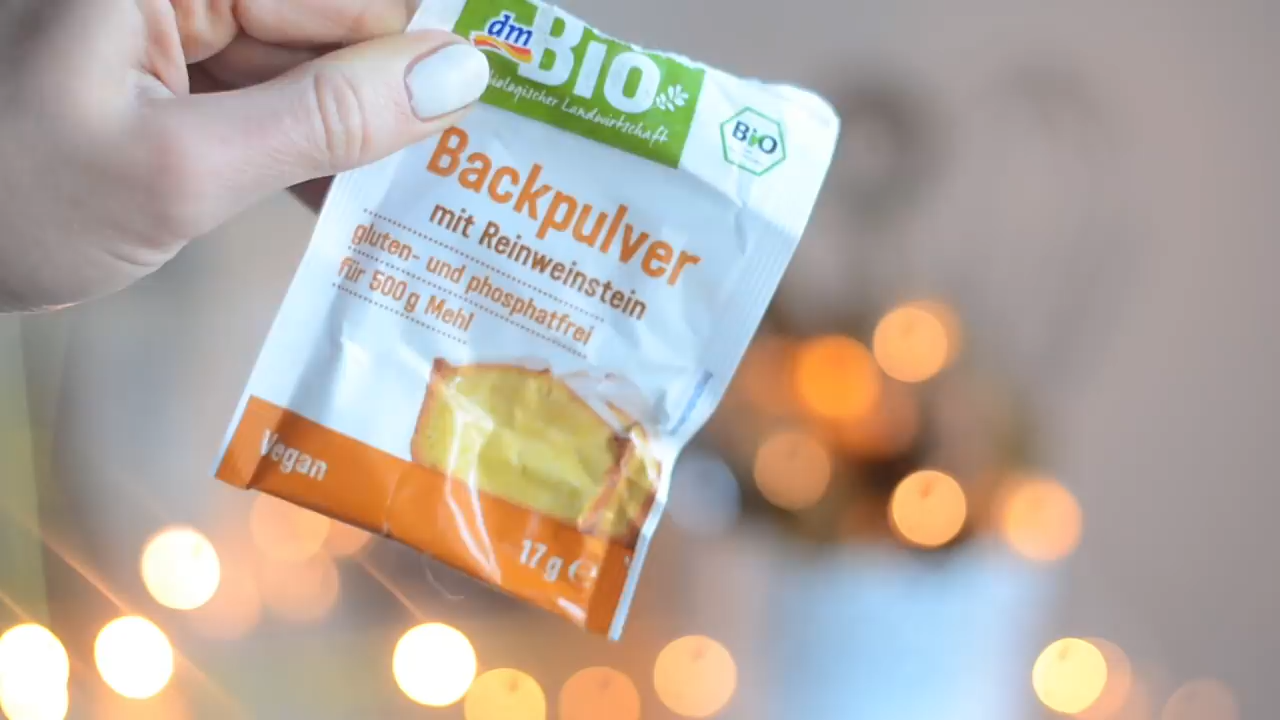 dm
BIO
biologischer Landwirtschaft
BiO
Backpulver
mit Reinweinstein
gluten- und phosphatfrei
für 500 g Mehl
Vegan
17 g ℮